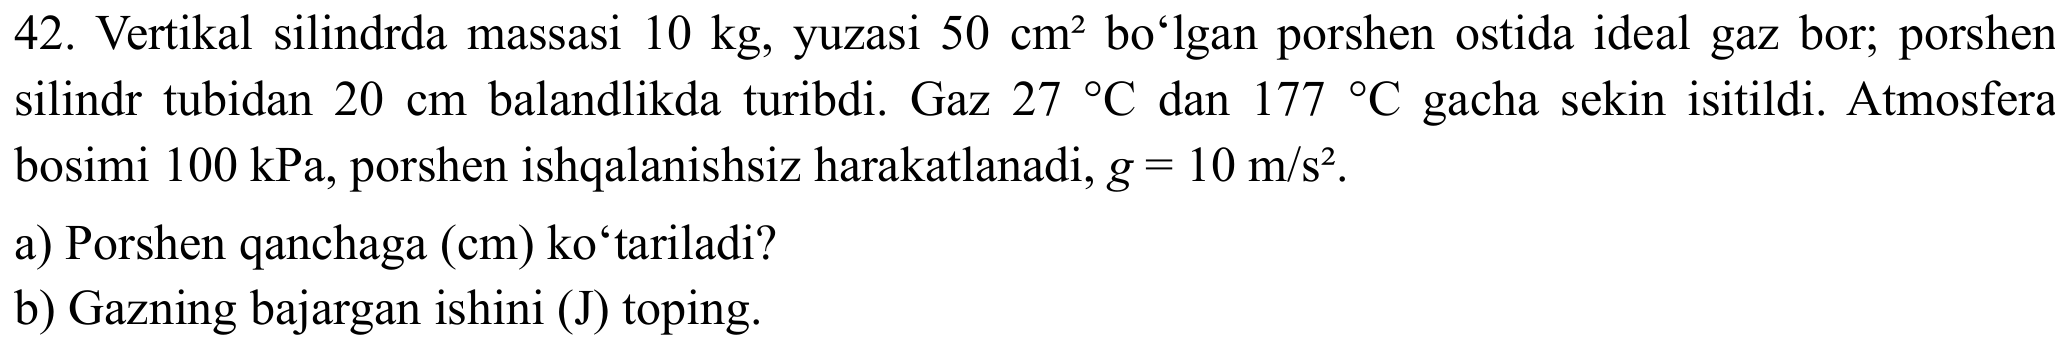 42. Vertikal silindrda massasi 10 kg, yuzasi 50 cm² bo‘lgan porshen ostida ideal gaz bor; porshen
silindr tubidan 20 cm balandlikda turibdi. Gaz 27 °C dan 177 °C gacha sekin isitildi. Atmosfera
bosimi 100 kPa, porshen ishqalanishsiz harakatlanadi, g = 10 m/s².
a) Porshen qanchaga (cm) ko‘tariladi?
b) Gazning bajargan ishini (J) toping.